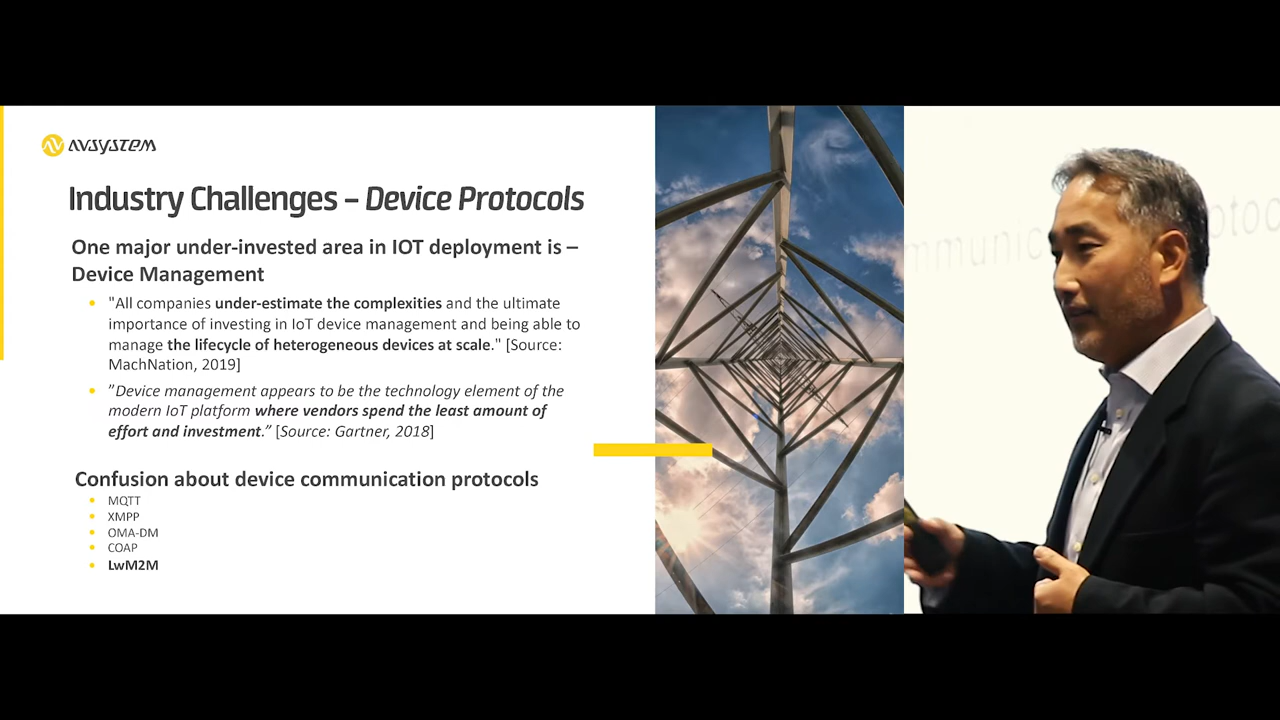 AVSYSTEM
Industry Challenges – Device Protocols
One major under-invested area in IOT deployment is –
Device Management
"All companies under-estimate the complexities and the ultimate
importance of investing in IoT device management and being able to
manage the lifecycle of heterogeneous devices at scale." [Source:
MachNation, 2019]
"Device management appears to be the technology element of the
modern IoT platform where vendors spend the least amount of
effort and investment." [Source: Gartner, 2018]
Confusion about device communication protocols
MQTT
XMPP
OMA-DM
COAP
LwM2M